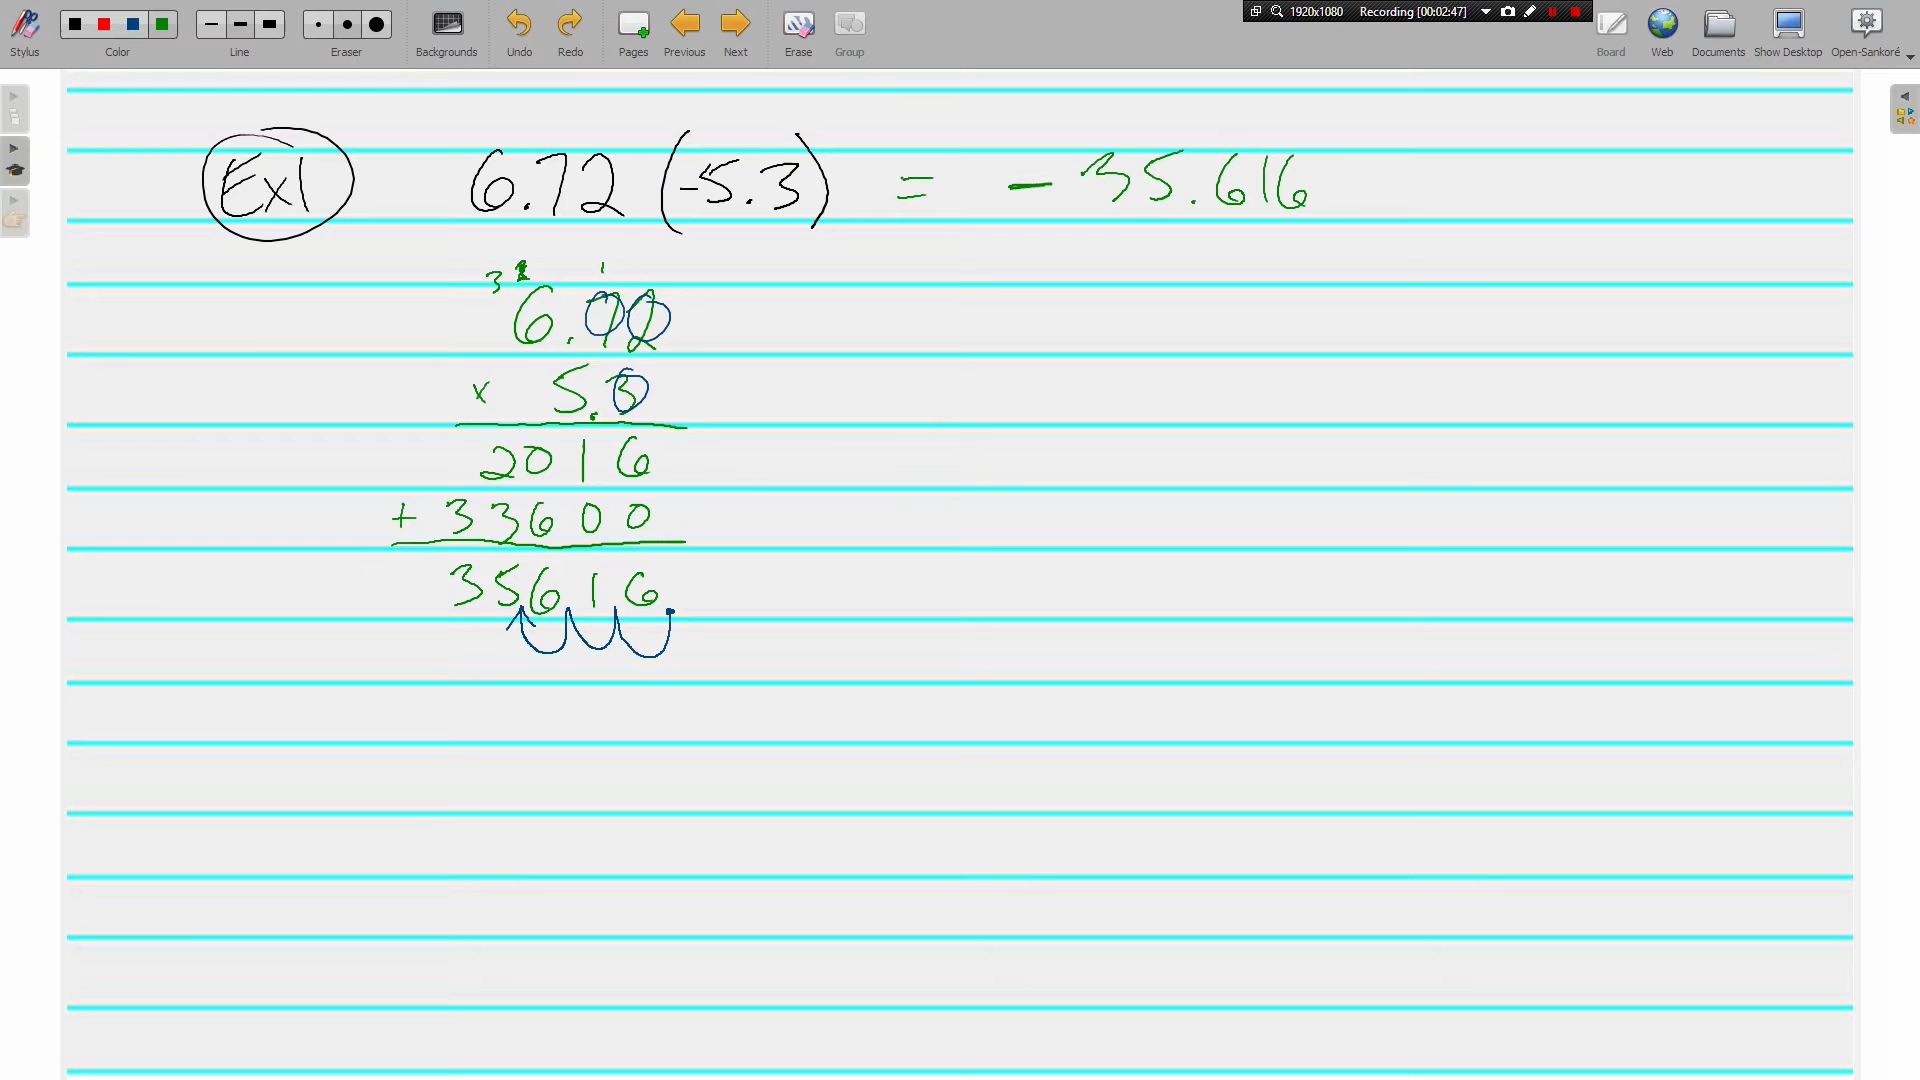 1920x1080 Recording [00:02:47]
Stylus Color Line Eraser Backgrounds Undo Redo Pages Previous Next Erase Group Board Web Documents Show Desktop Open-Sankoré
Ex1 6.72 (-5.3) = - 35.616
3 1
6.72
x 5.3
2016
+ 33600
35616.